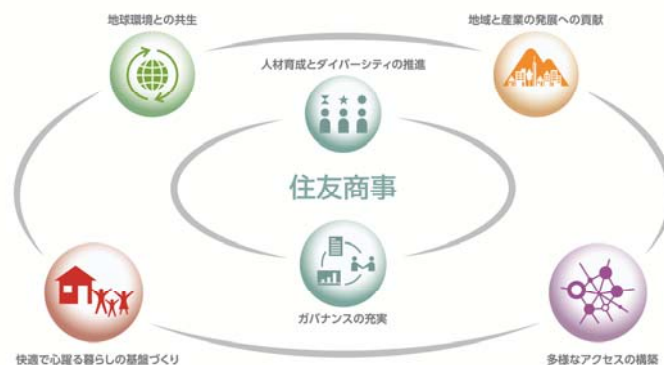 地球環境との共生
地域と産業の発展への貢献
人材育成とダイバーシティの推進
住友商事
ガバナンスの充実
快適で心躍る暮らしの基盤づくり
多様なアクセスの構築